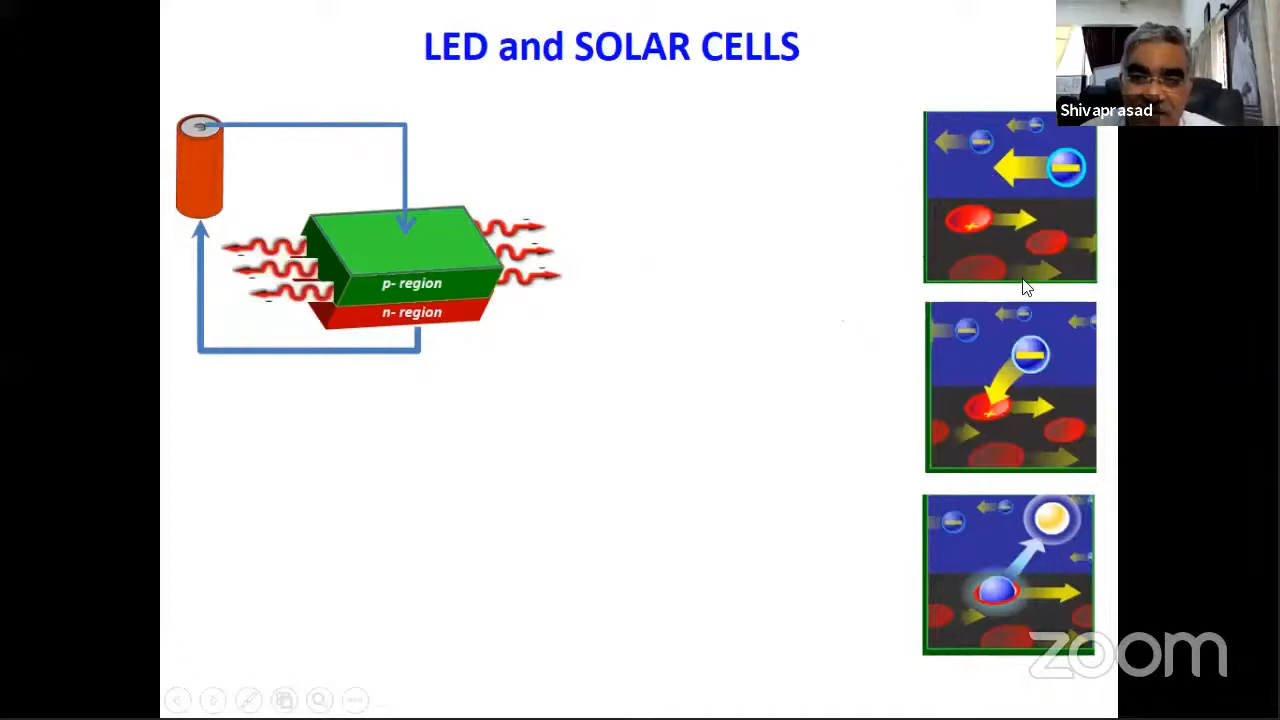 LED and SOLAR CELLS
Shivaprasad
p- region
n- region
zoom